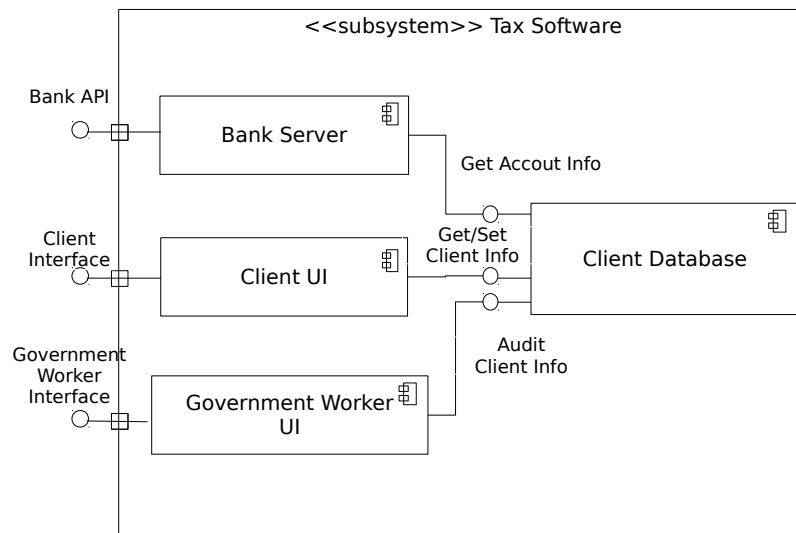 <<subsystem>> Tax Software
Bank API
Bank Server
Get Accout Info
Client
Interface
Client UI
Get/Set
Client Info
Client Database
Government
Worker
Interface
Government Worker
UI
Audit
Client Info